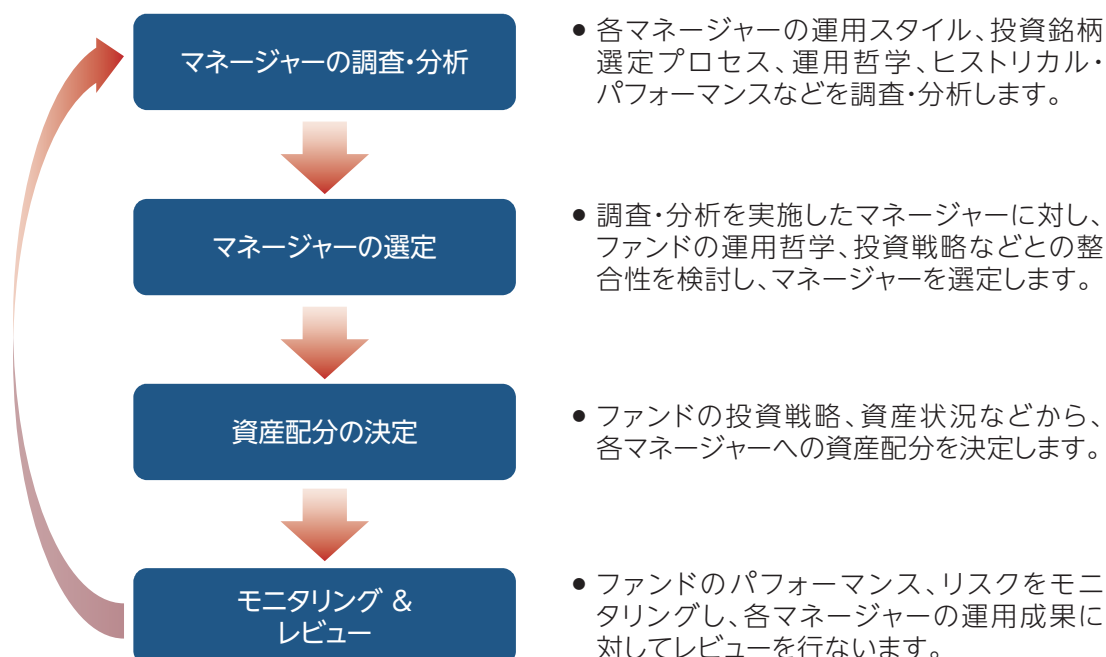 マネージャーの調査・分析
● 各マネージャーの運用スタイル、投資銘柄
選定プロセス、運用哲学、ヒストリカル・
パフォーマンスなどを調査・分析します。
マネージャーの選定
● 調査・分析を実施したマネージャーに対し、
ファンドの運用哲学、投資戦略などとの整
合性を検討し、マネージャーを選定します。
資産配分の決定
● ファンドの投資戦略、資産状況などから、
各マネージャーへの資産配分を決定します。
モニタリング &
レビュー
● ファンドのパフォーマンス、リスクをモニ
タリングし、各マネージャーの運用成果に
対してレビューを行ないます。